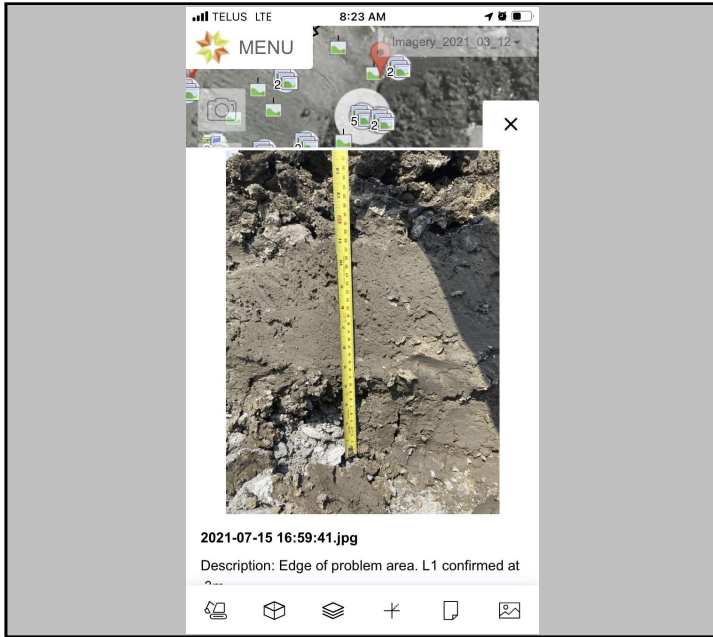 TELUS LTE 8:23 AM
MENU
Imagery_2021_03_12
2
2
5
2
2021-07-15 16:59:41.jpg
Description: Edge of problem area. L1 confirmed at